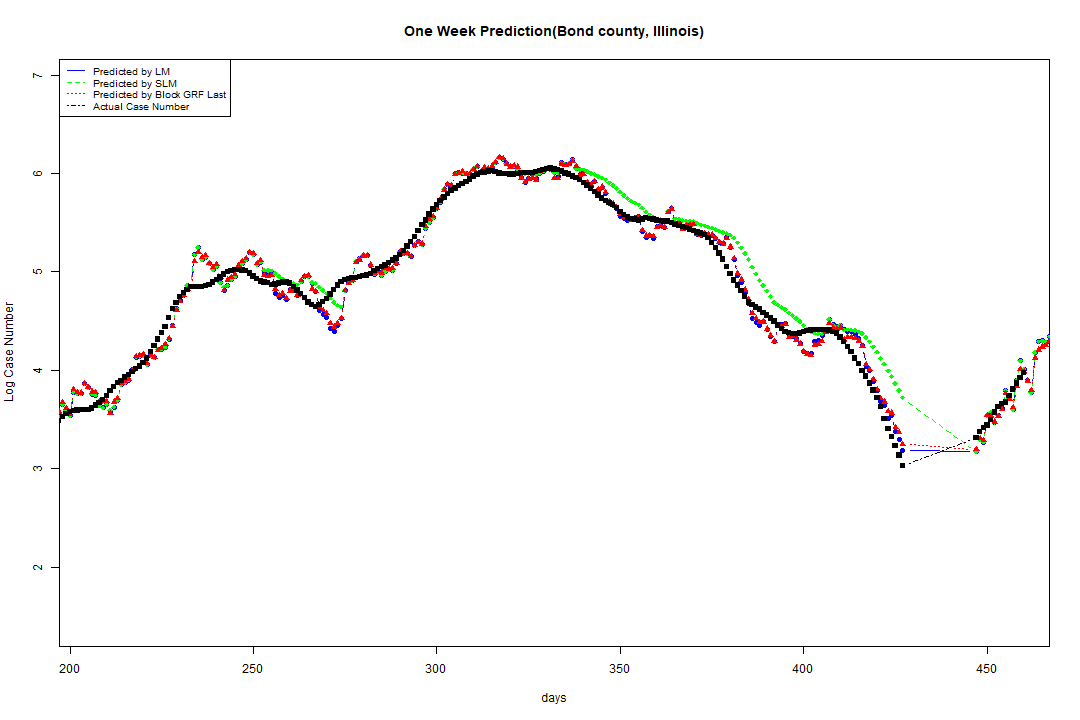 One Week Prediction(Bond county, Illinois)
Predicted by LM
Predicted by SLM
Predicted by Block GRF Last
Actual Case Number
7
6
5
4
3
2
Log Case Number
200 250 300 350 400 450
days